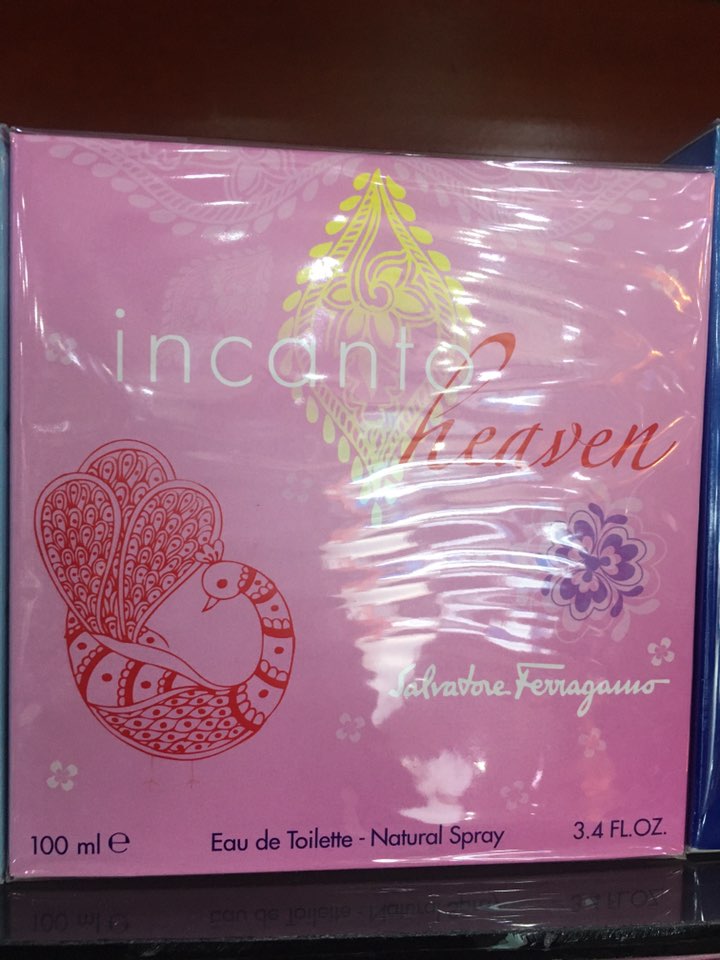 incanto
heaven
Salvatore Ferragamo
100 ml ℮ Eau de Toilette - Natural Spray 3.4 FL.OZ.